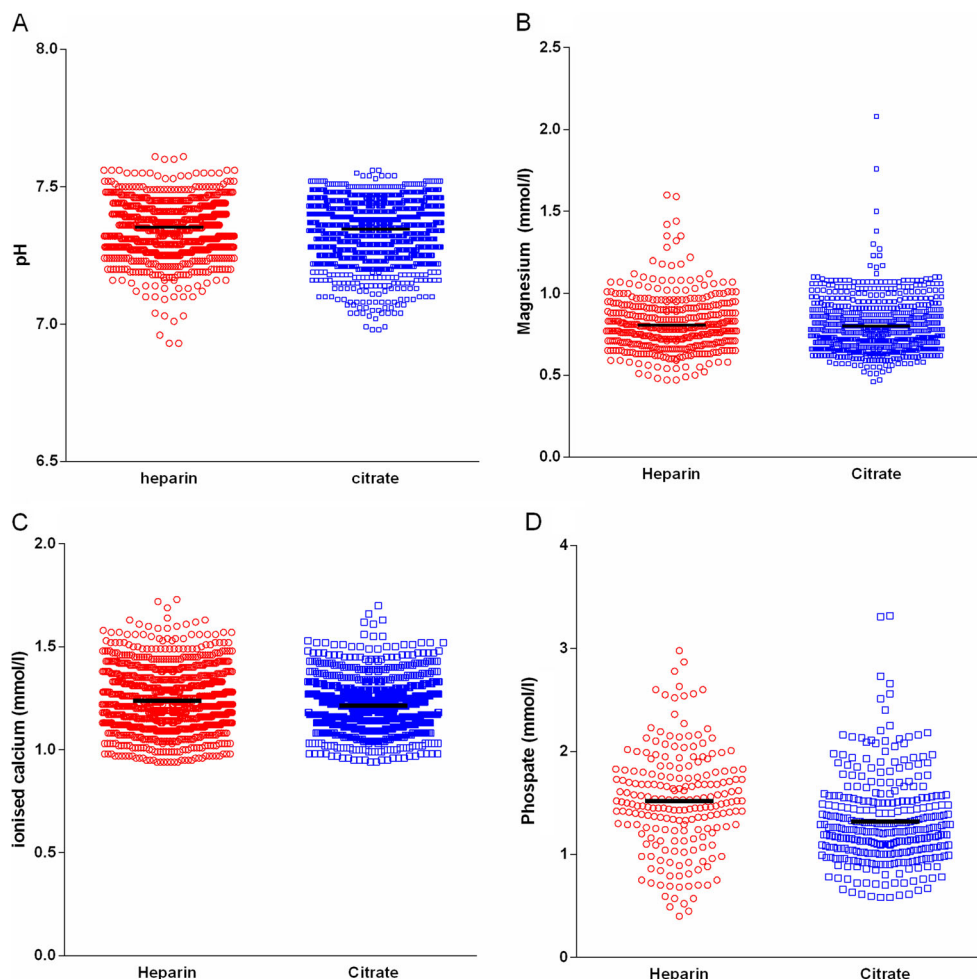 A
pH
8.0
7.5
7.0
6.5
heparin citrate
B
Magnesium (mmol/l)
2.5
2.0
1.5
1.0
0.5
0.0
Heparin Citrate
C
ionised calcium (mmol/l)
2.0
1.5
1.0
0.5
0.0
Heparin Citrate
D
Phospate (mmol/l)
4
3
2
1
0
Heparin Citrate